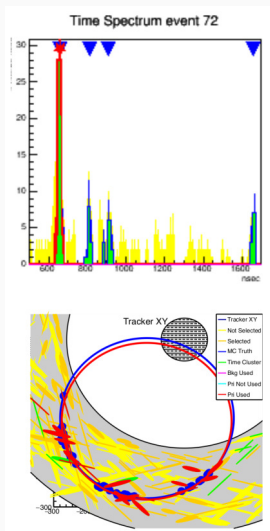 Time Spectrum event 72
30
25
20
15
10
5
0
600 800 1000 1200 1400 1600
nsec
Tracker XY
Tracker XY
Not Selected
Selected
MC Truth
Time Cluster
Bkg Used
Pri Not Used
Pri Used
-300